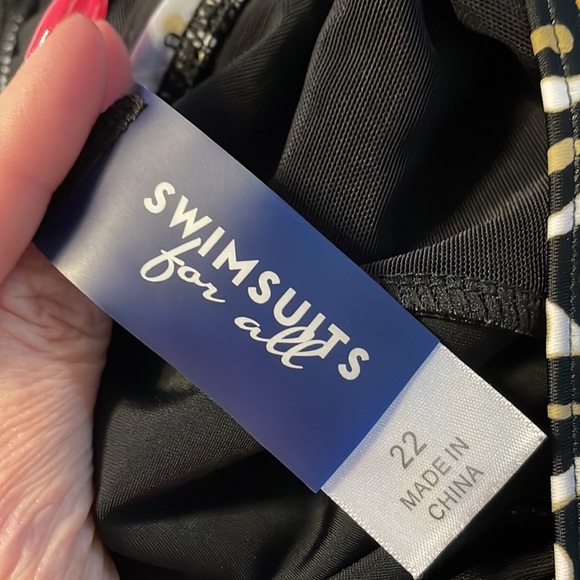 SWIMSUITS
for all
22
MADE IN
CHINA